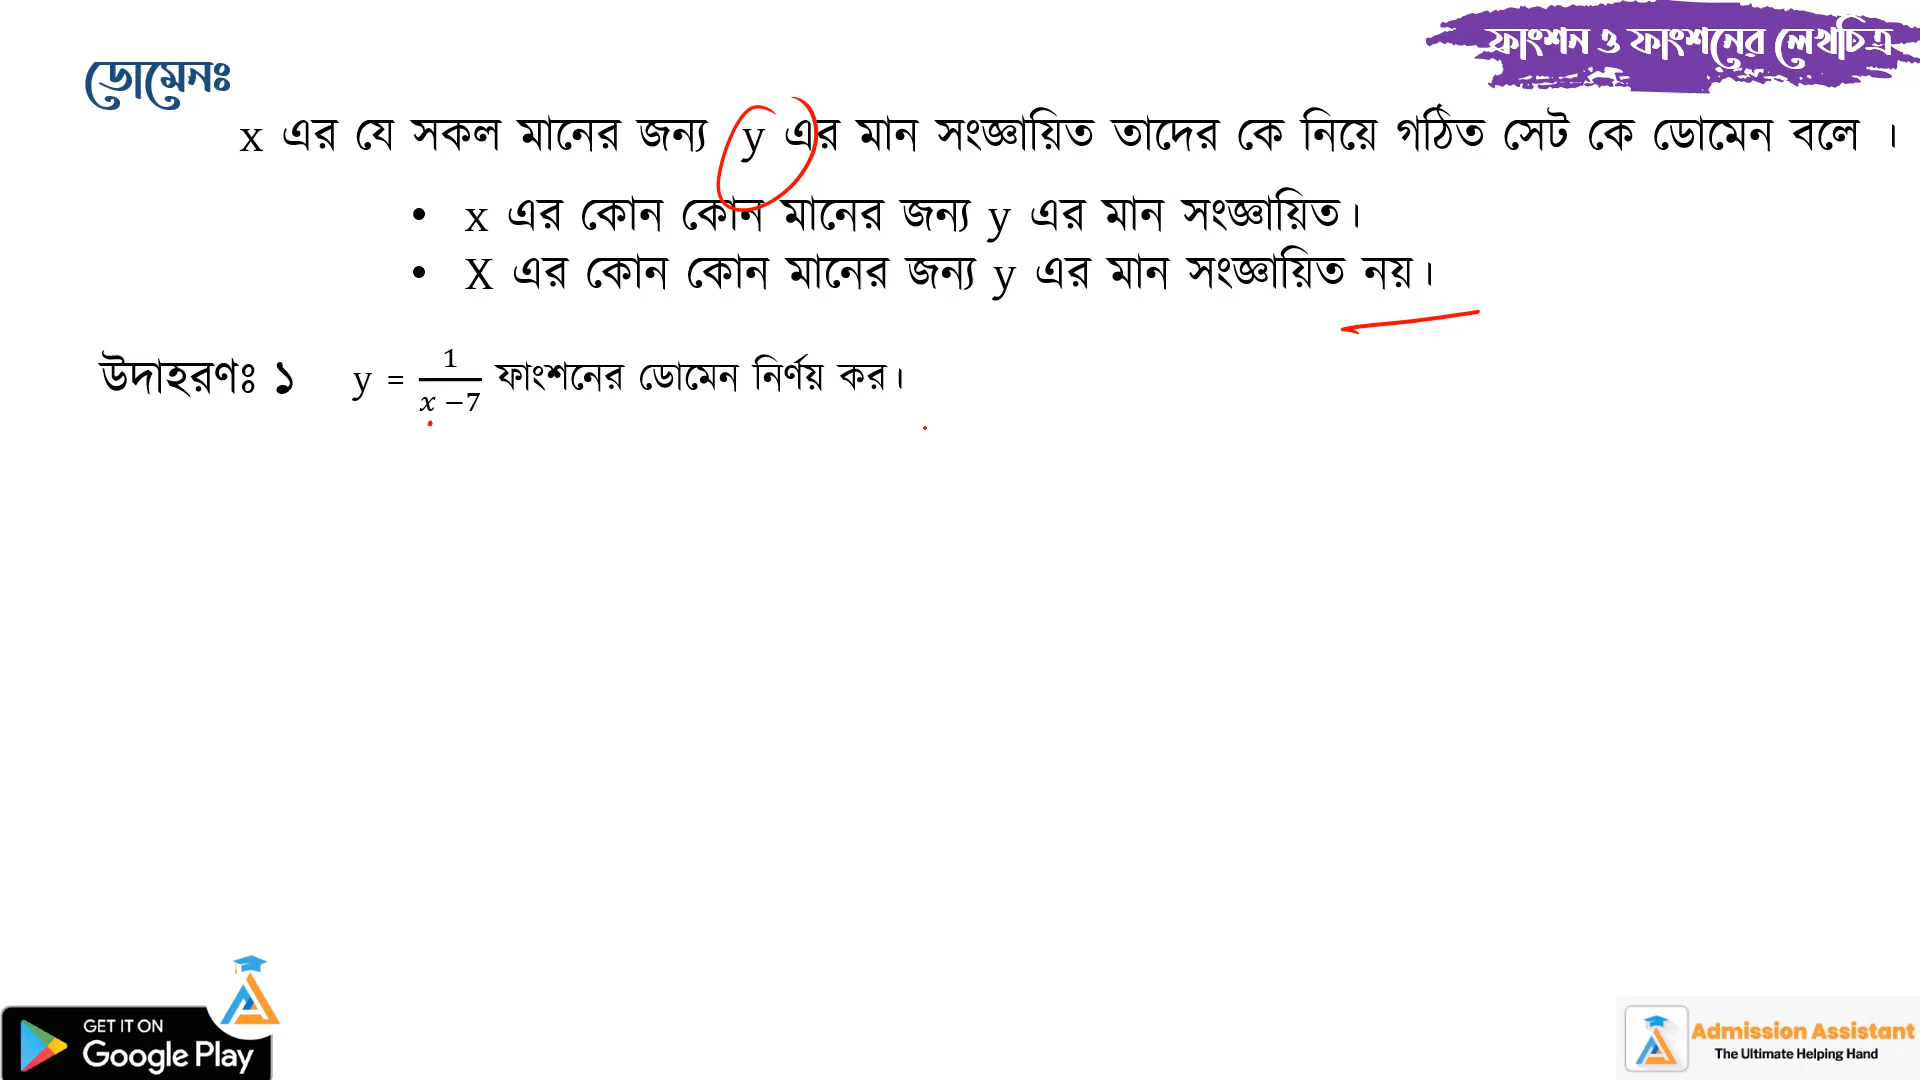 ফাংশন ও ফাংশনের লেখচিত্র
ডোমেনঃ
x এর যে সকল মানের জন্য y এর মান সংজ্ঞায়িত তাদের কে নিয়ে গঠিত সেট কে ডোমেন বলে ।
• x এর কোন কোন মানের জন্য y এর মান সংজ্ঞায়িত।
• X এর কোন কোন মানের জন্য y এর মান সংজ্ঞায়িত নয়।
উদাহরণঃ ১ y = \frac{1}{x - 7} ফাংশনের ডোমেন নির্ণয় কর।
GET IT ON
Google Play
Admission Assistant
The Ultimate Helping Hand